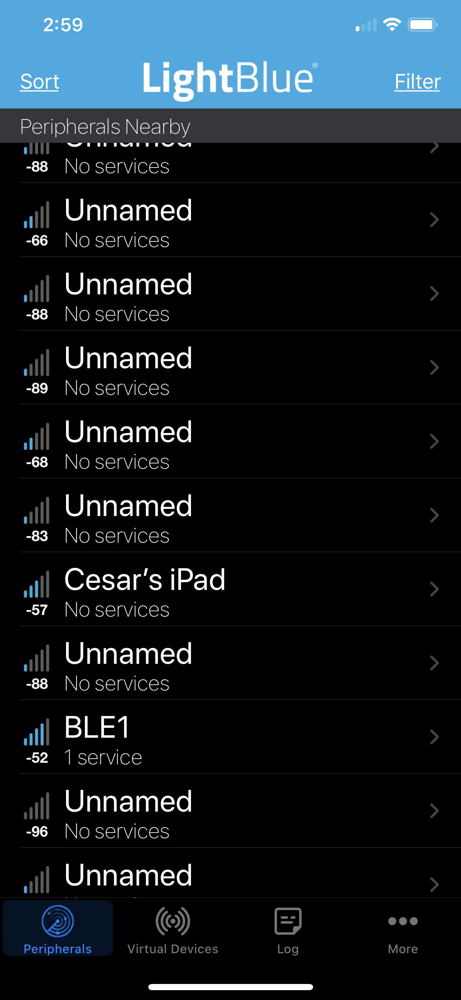 2:59
Sort
LightBlue®
Filter
Peripherals Nearby
Unnamed
-88
No services
Unnamed
-66
No services
Unnamed
-88
No services
Unnamed
-89
No services
Unnamed
-68
No services
Unnamed
-83
No services
Cesar’s iPad
-57
No services
Unnamed
-88
No services
BLE1
-52
1 service
Unnamed
-96
No services
Unnamed
Peripherals
Virtual Devices
Log
More